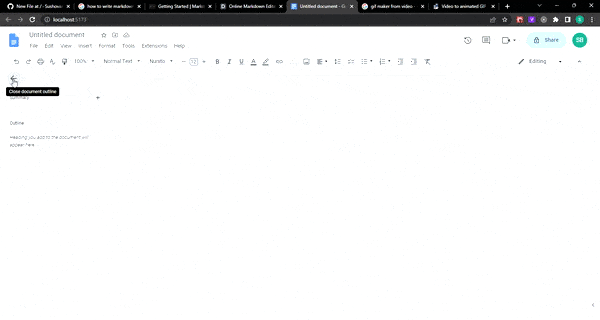 New File at / · Sushov
how to write markdown
Getting Started | Markd
Online Markdown Edito
Untitled document - G
gif maker from video -
Video to animated GIF
localhost:5173
Untitled document
File Edit View Insert Format Tools Extensions Help
Share
SB
100% Normal Text Nunito 12 B I U A Editing
Close document outline
Summary +
Outline
Headings you add to the document will
appear here.